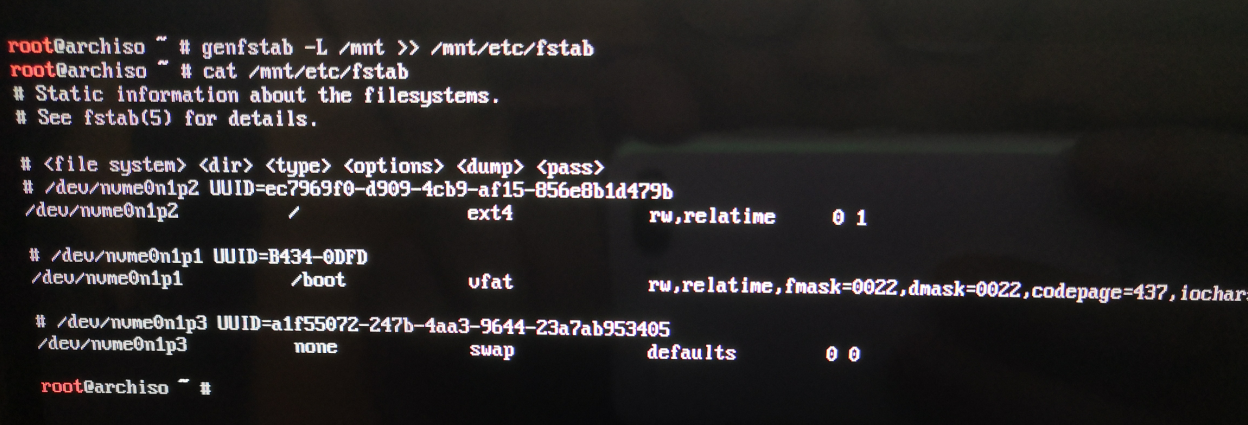 root@archiso ~ # genfstab -L /mnt >> /mnt/etc/fstab
root@archiso ~ # cat /mnt/etc/fstab
# Static information about the filesystems.
# See fstab(5) for details.
# <file system> <dir> <type> <options> <dump> <pass>
# /dev/nvme0n1p2 UUID=ec7969f0-d909-4cb9-af15-856e8b1d479b
/dev/nvme0n1p2 / ext4 rw,relatime 0 1
# /dev/nvme0n1p1 UUID=B434-0DFD
/dev/nvme0n1p1 /boot vfat rw,relatime,fmask=0022,dmask=0022,codepage=437,iochar
# /dev/nvme0n1p3 UUID=a1f55072-247b-4aa3-9644-23a7ab953405
/dev/nvme0n1p3 none swap defaults 0 0
root@archiso ~ #